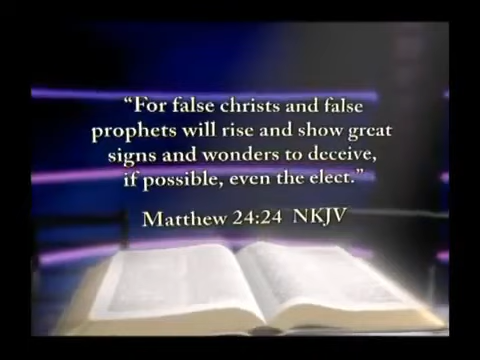 “For false christs and false
prophets will rise and show great
signs and wonders to deceive,
if possible, even the elect.”
Matthew 24:24 NKJV